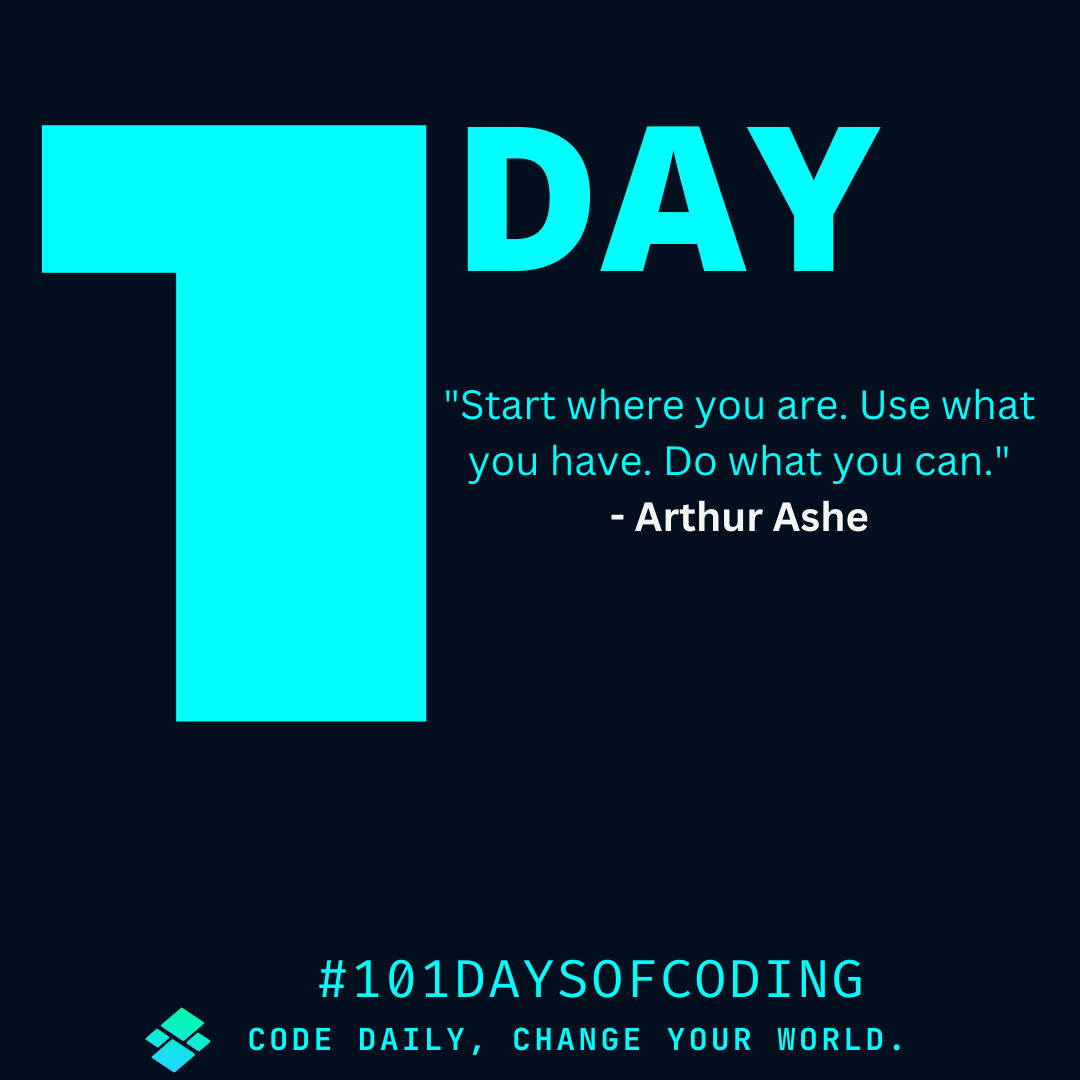 1 DAY
"Start where you are. Use what
you have. Do what you can."
- Arthur Ashe
#101DAYSOFCODING
CODE DAILY, CHANGE YOUR WORLD.